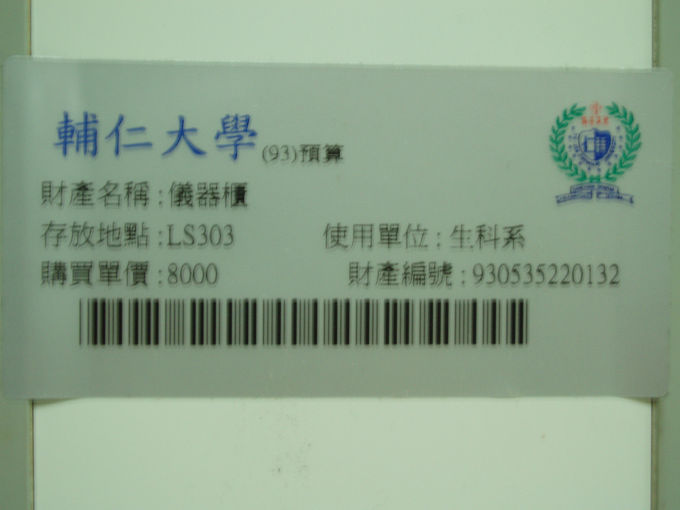 輔仁大學(93)預算
財產名稱:儀器櫃
存放地點:LS303 使用單位:生科系
購買單價:8000 財產編號:930535220132